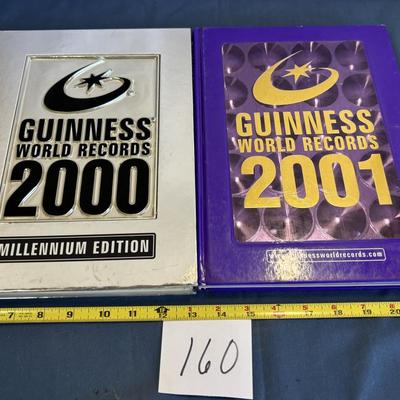 GUINNESS
WORLD RECORDS
2000
MILLENNIUM EDITION
GUINNESS
WORLD RECORDS
2001
www.guinnessworldrecords.com
7 8 9 10 11 12 13 14 15 16 17 18 19 20
160